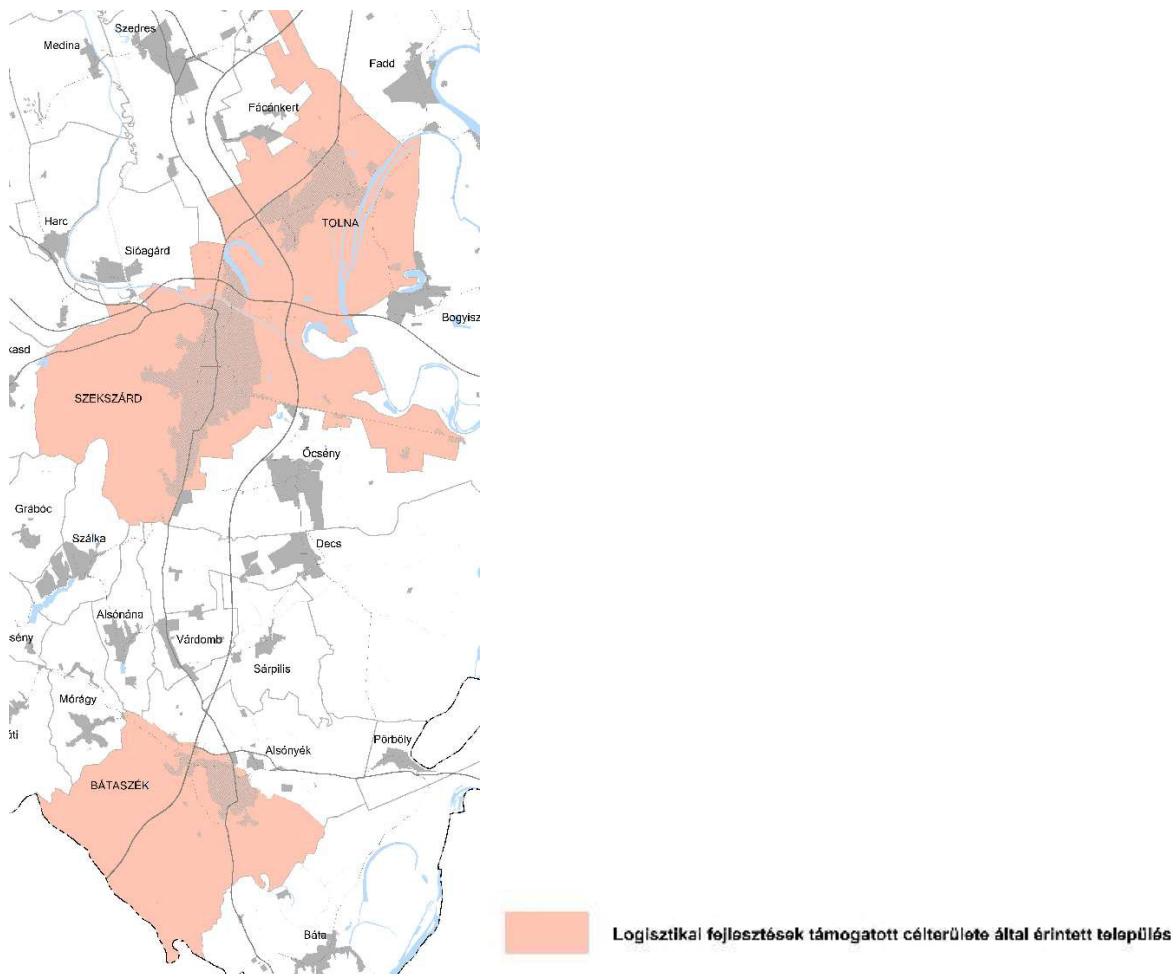 Szedres
Medina
Fadd
Fácánkert
TOLNA
Harc
Sióagárd
Bogyisz
kasd
SZEKSZÁRD
Őcsény
Grábóc
Szálka
Decs
Alsónána
sény
Várdomb
Sárpilis
Mórágy
áti
Pörböly
Alsónyék
BÁTASZÉK
Báta
Logisztikai fejlesztések támogatott célterülete által érintett település